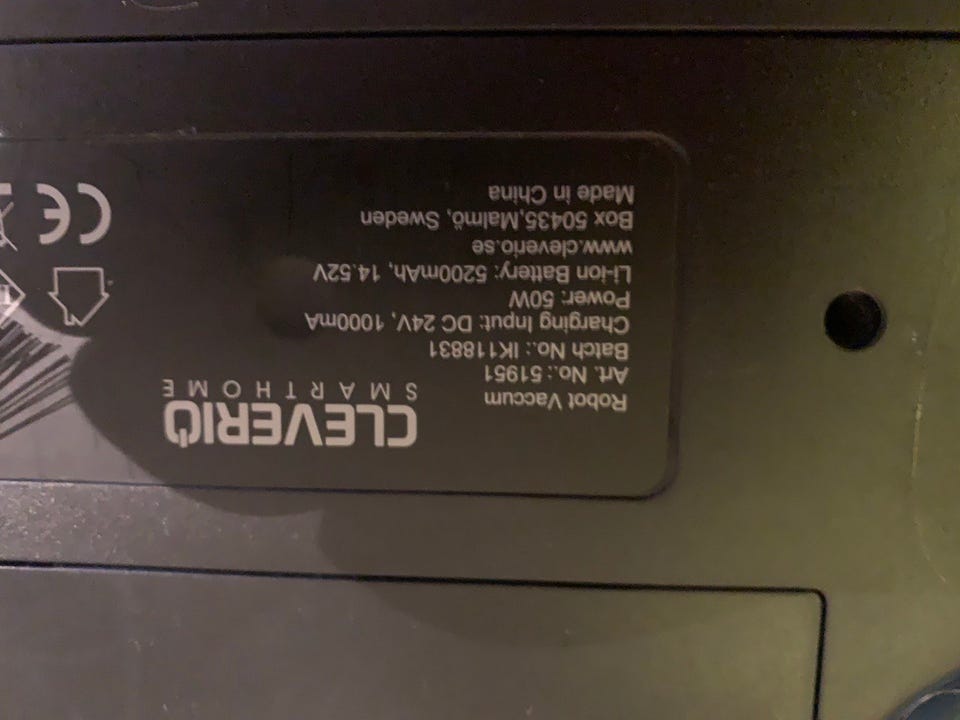 CLEVERIO
SMARTHOME
Robot Vaccum
Art. No.: 51951
Batch No.: IK118831
Charging Input: DC 24V, 1000mA
Power: 50W
Li-ion Battery: 5200mAh, 14.52V
www.cleverio.se
Box 50435,Malmö, Sweden
Made in China
CE